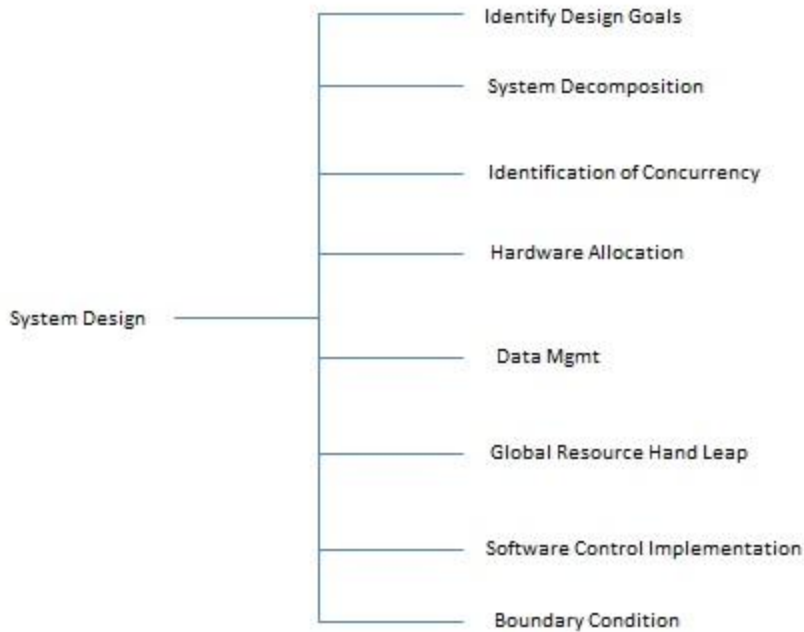 Identify Design Goals
System Decomposition
Identification of Concurrency
Hardware Allocation
System Design
Data Mgmt
Global Resource Hand Leap
Software Control Implementation
Boundary Condition